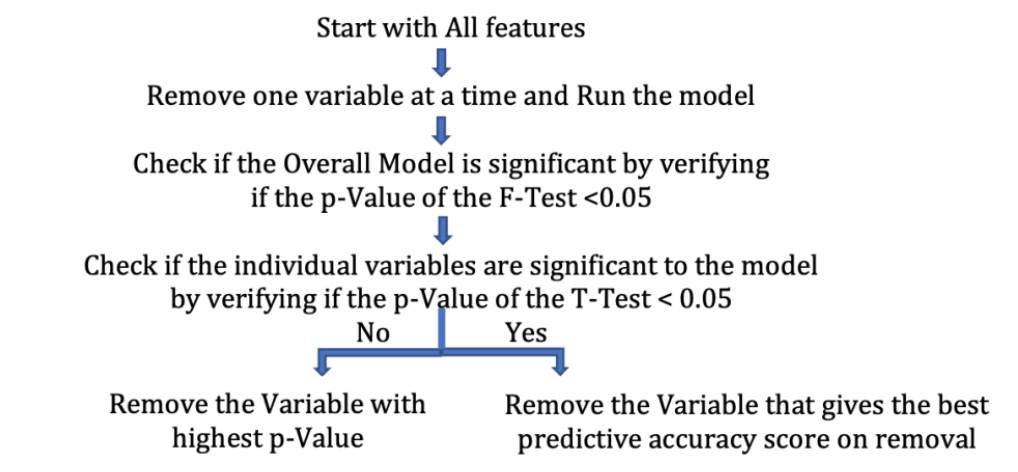 Start with All features
Remove one variable at a time and Run the model
Check if the Overall Model is significant by verifying
if the p-Value of the F-Test <0.05
Check if the individual variables are significant to the model
by verifying if the p-Value of the T-Test < 0.05
No Yes
Remove the Variable with
highest p-Value
Remove the Variable that gives the best
predictive accuracy score on removal